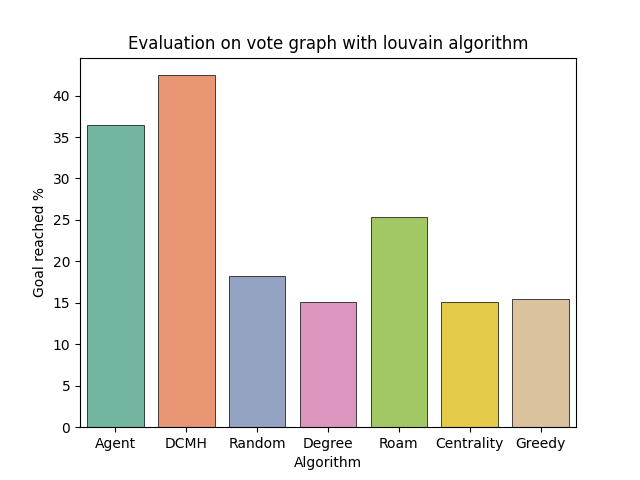 Evaluation on vote graph with louvain algorithm
Goal reached %
40
35
30
25
20
15
10
5
0
Agent DCMH Random Degree Roam Centrality Greedy
Algorithm